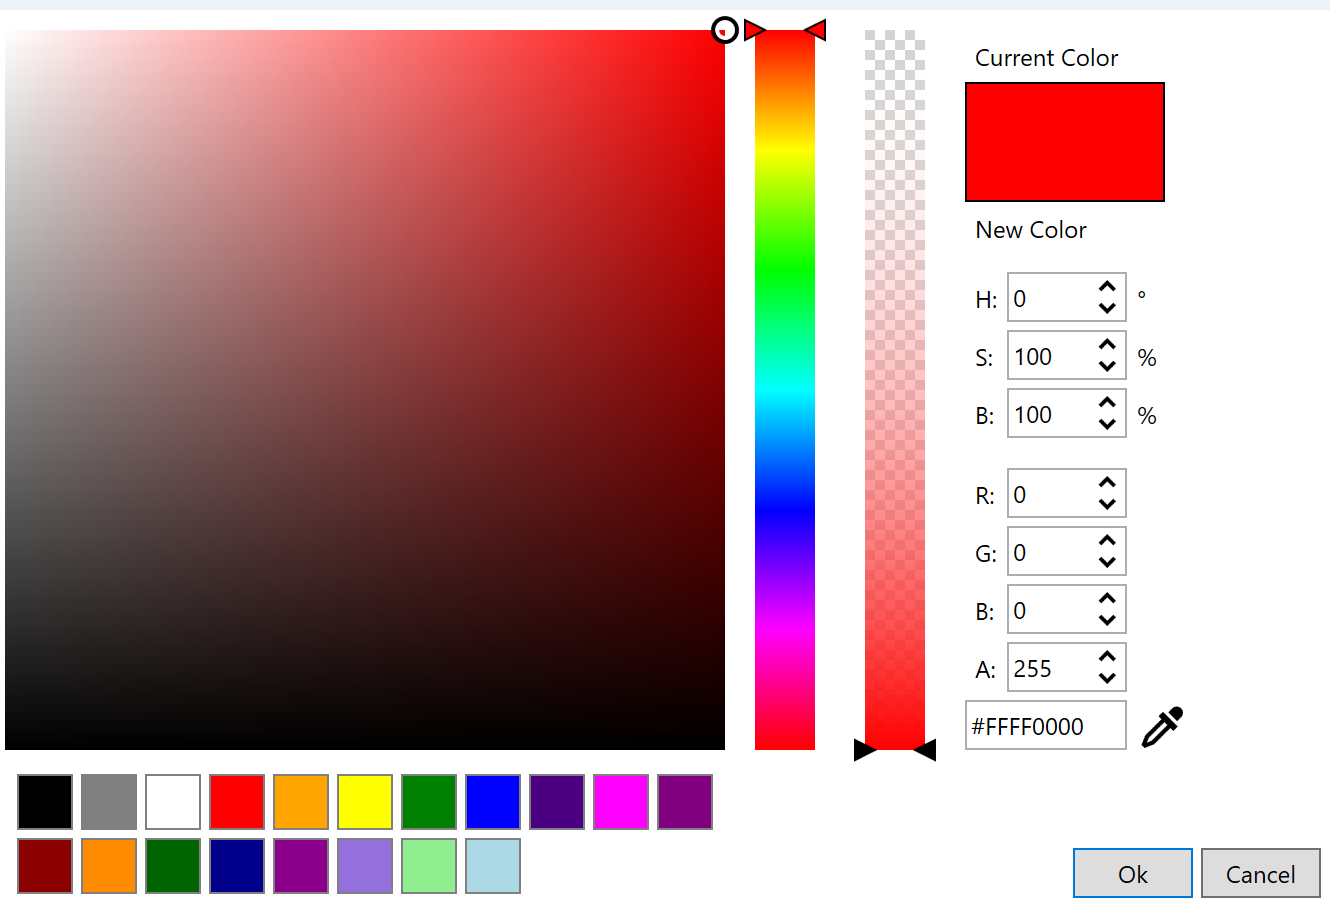 Current Color
New Color
H: 0 °
S: 100 %
B: 100 %
R: 0
G: 0
B: 0
A: 255
#FFFF0000
Ok Cancel